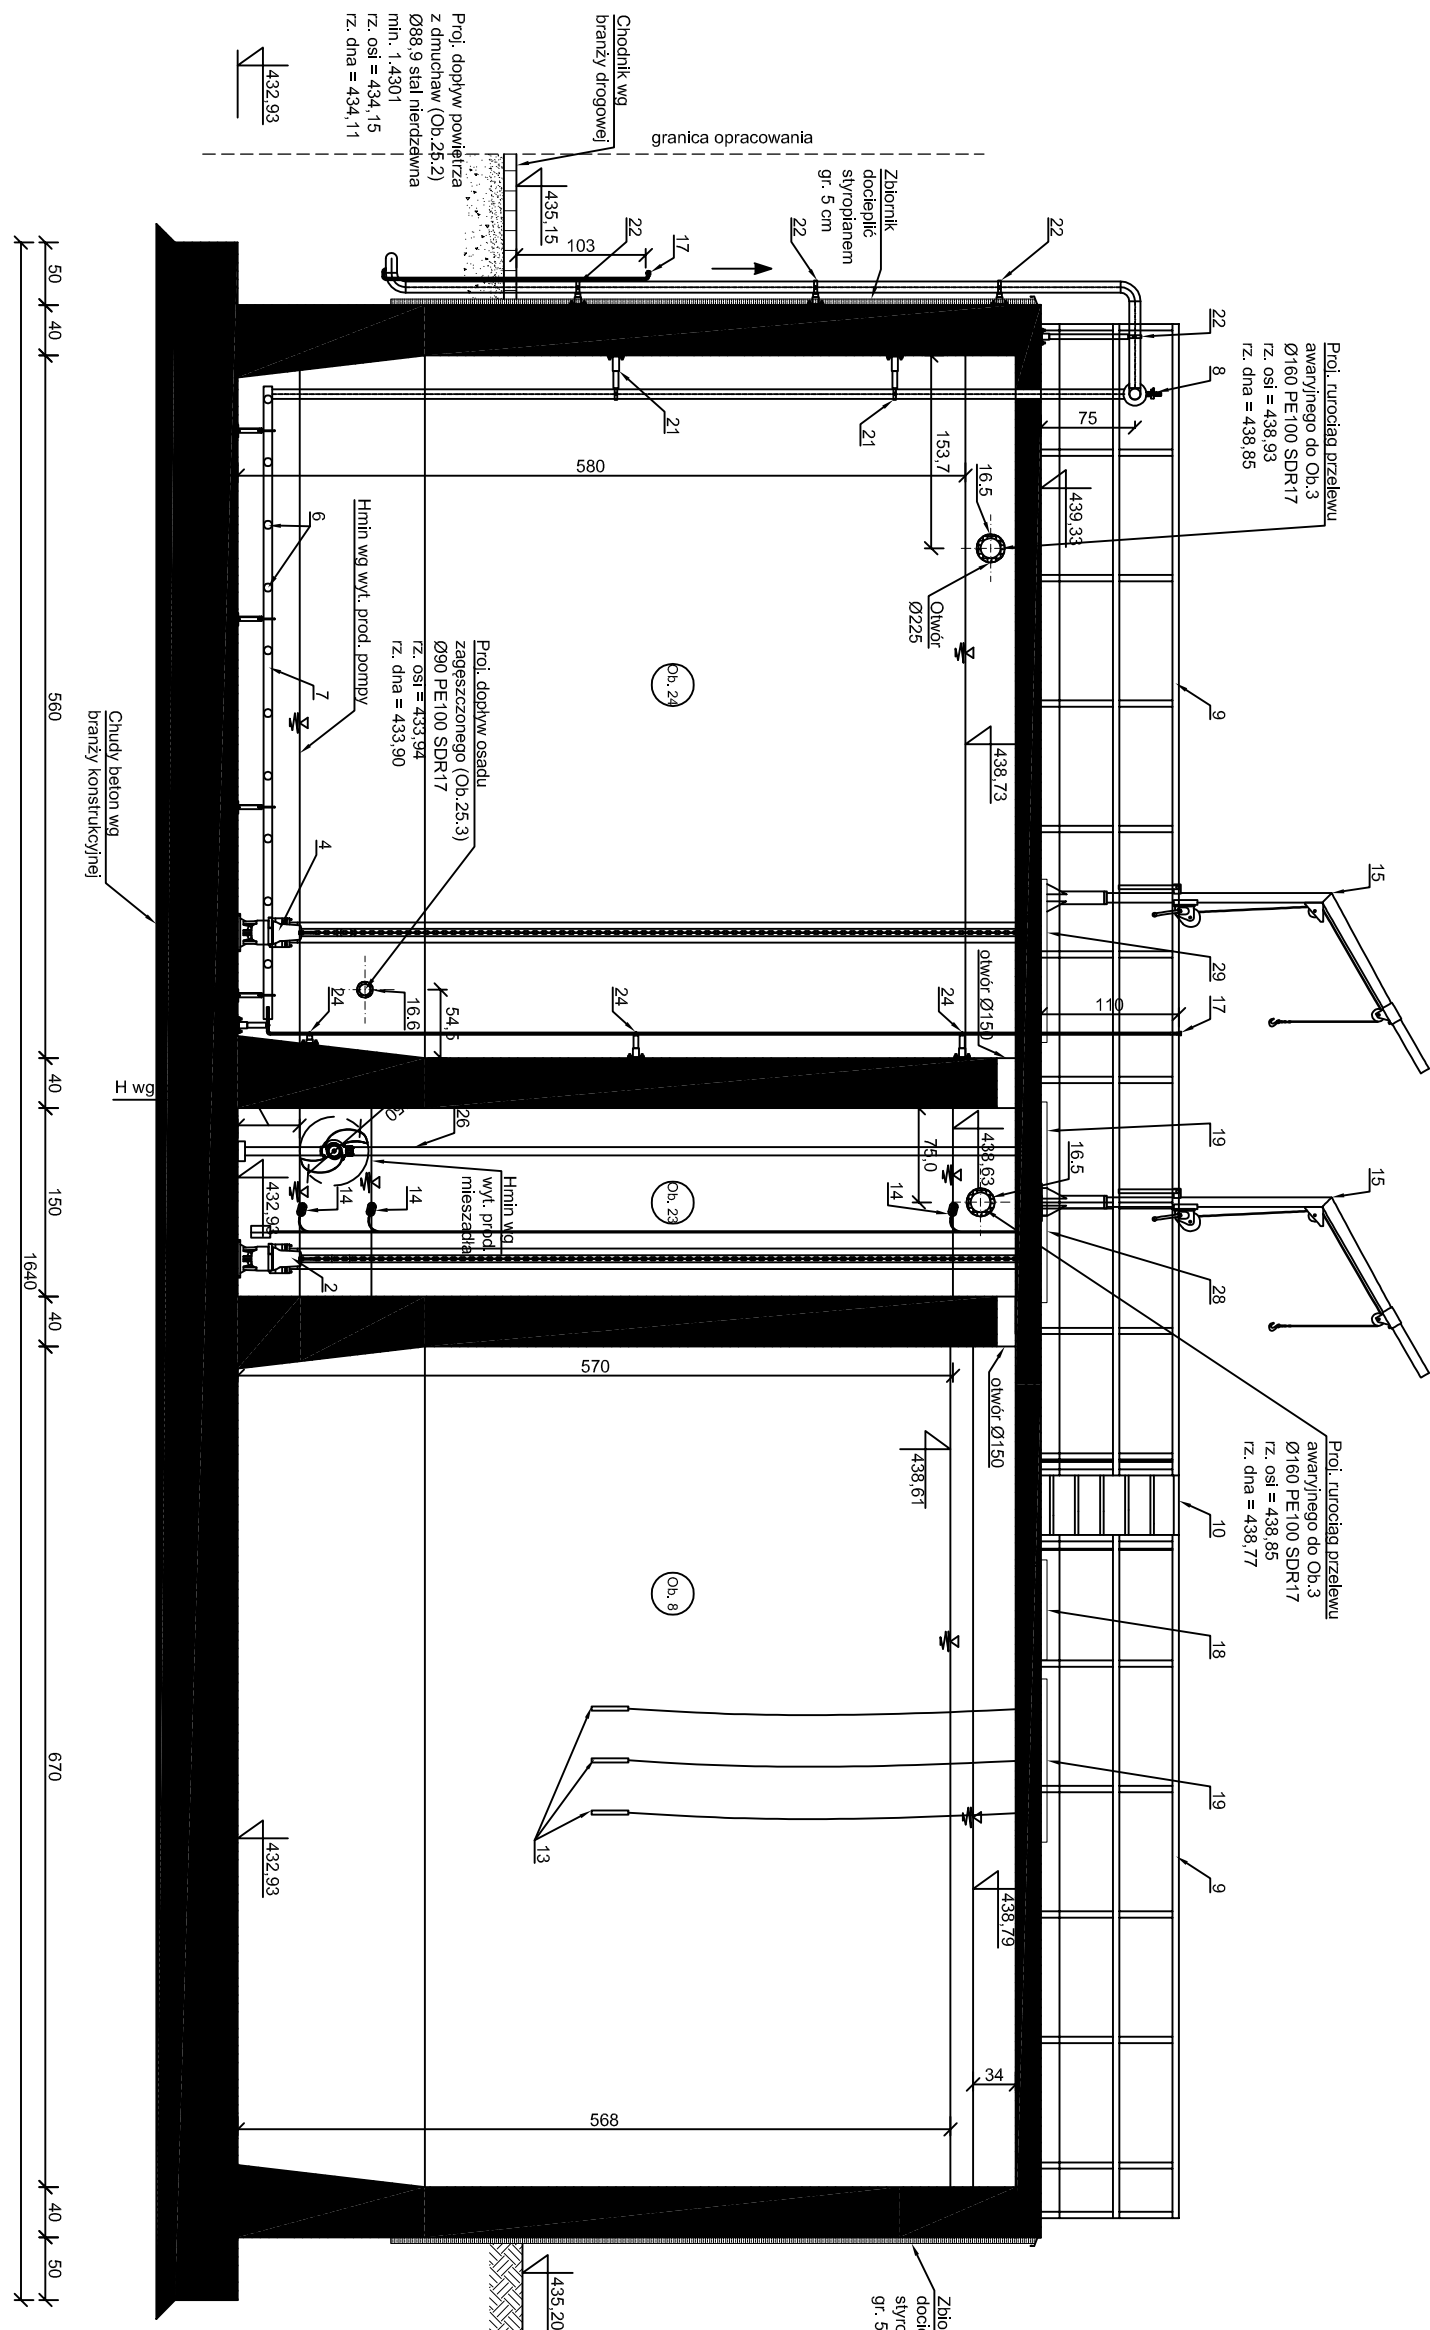 Proj. rurociąg przelewu
awaryjnego do Ob.3
Ø160 PE100 SDR17
rz. osi = 438,93
rz. dna = 438,85
15
15
Proj. rurociąg przelewu
awaryjnego do Ob.3
Ø160 PE100 SDR17
rz. osi = 438,85
rz. dna = 438,77
22
8
9
29
17
19
28
10
18
19
9
22
75
110
439,33
Zbiornik
docieplić
styropianem
gr. 5 cm
22
21
153,7
16.5
Otwór
Ø225
438,73
otwór Ø150
24
438,63
75,0
16.5
14
otwór Ø150
438,61
438,79
34
granica opracowania
Chodnik wg
branży drogowej
435,15
103
22
17
21
580
Ob. 24
24
Ob. 23
570
Ob. 8
13
568
435,20
Proj. dopływ powietrza
z dmuchaw (Ob.25.2)
Ø88,9 stal nierdzewna
min. 1.4301
rz. osi = 434,15
rz. dna = 434,11
Hmin wg wyt. prod. pompy
Proj. dopływ osadu
zagęszczonego (Ob.25.3)
Ø90 PE100 SDR17
rz. osi = 433,94
rz. dna = 433,90
16.6
26
Hmin wg
wyt. prod.
mieszadła
14
14
6
7
4
24
2
432,93
432,93
432,93
H wg
Chudy beton wg
branży konstrukcyjnej
50
40
560
40
150
40
670
40
50
1640